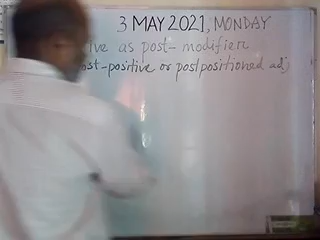 3 MAY 2021, MONDAY
ive as post-modifier
ost-positive or postpositioned adj